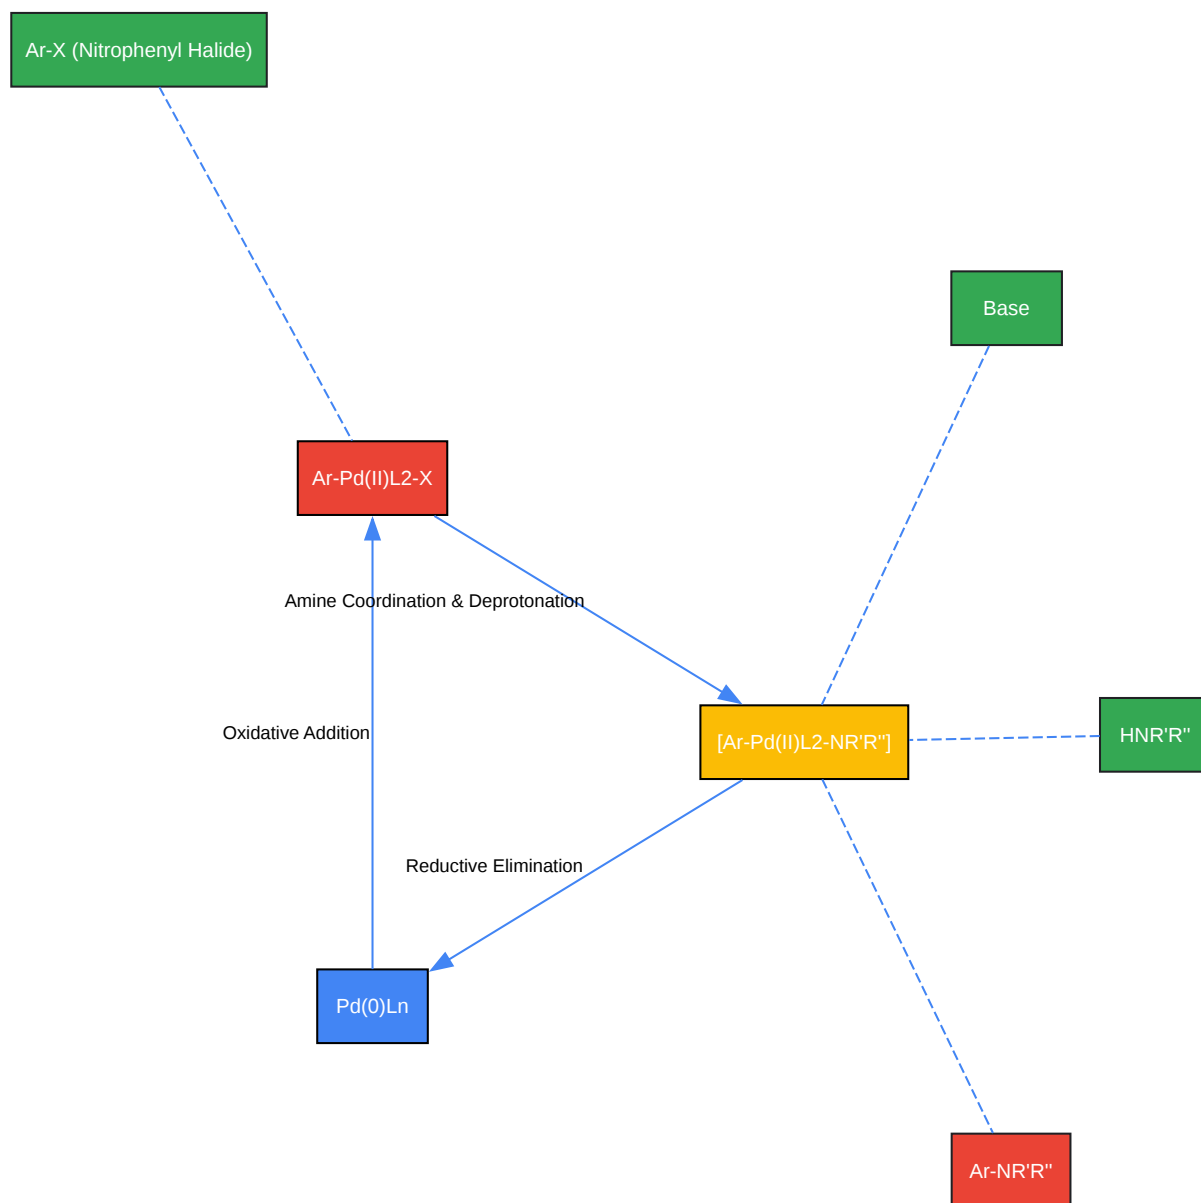 Ar-X (Nitrophenyl Halide)
Base
Ar-Pd(II)L2-X
Amine Coordination & Deprotonation
Oxidative Addition
[Ar-Pd(II)L2-NR'R"]
HNR'R"
Reductive Elimination
Pd(0)Ln
Ar-NR'R"